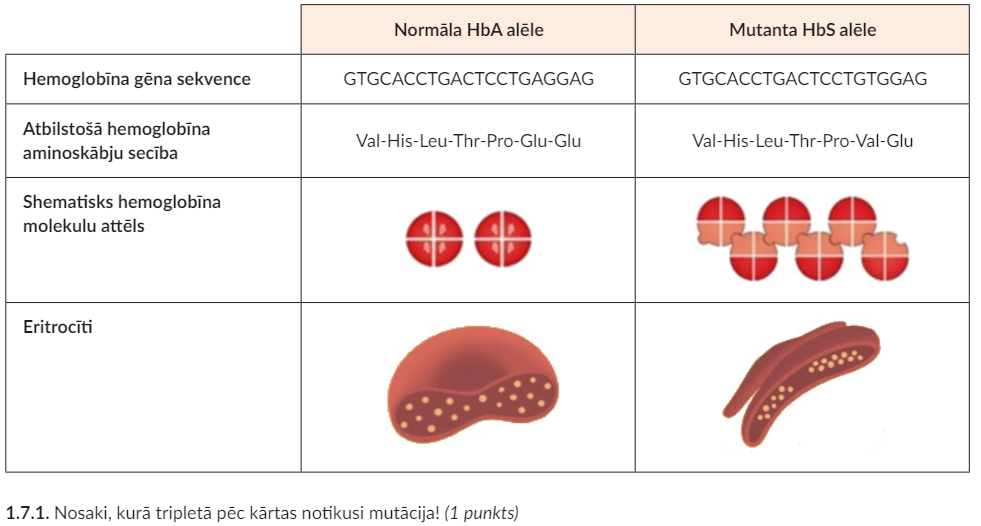 Normāla HbA alēle
Mutanta HbS alēle
Hemoglobīna gēna sekvence
GTGCACCTGACTCCTGAGGAG
GTGCACCTGACTCCTGTGGAG
Atbilstošā hemoglobīna
aminoskābju secība
Val-His-Leu-Thr-Pro-Glu-Glu
Val-His-Leu-Thr-Pro-Val-Glu
Shematisks hemoglobīna
molekulu attēls
Eritrocīti
1.7.1. Nosaki, kurā tripletā pēc kārtas notikusi mutācija! (1 punkts)